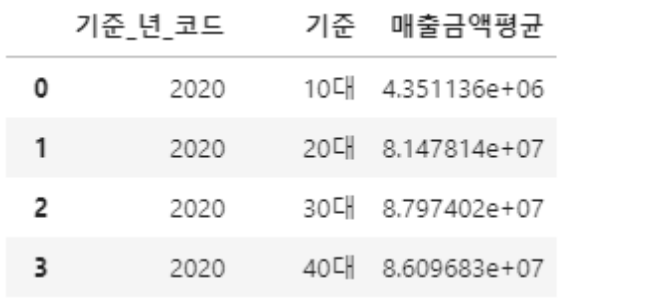 기준_년_코드 기준 매출금액평균
0 2020 10대 4.351136e+06
1 2020 20대 8.147814e+07
2 2020 30대 8.797402e+07
3 2020 40대 8.609683e+07